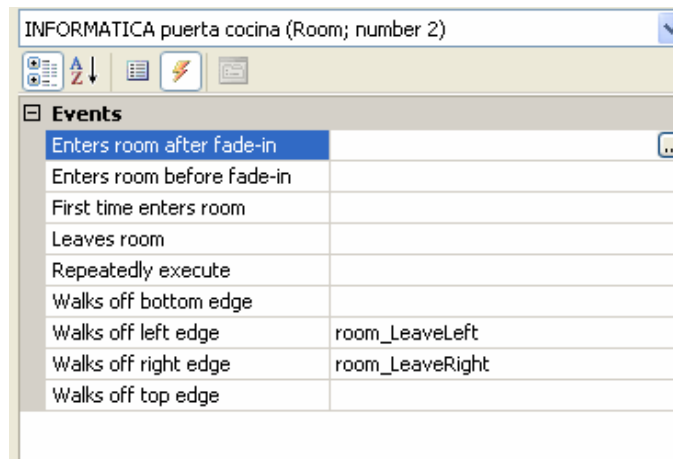 INFORMATICA puerta cocina (Room; number 2)
Events
Enters room after fade-in
...
Enters room before fade-in
First time enters room
Leaves room
Repeatedly execute
Walks off bottom edge
Walks off left edge room_LeaveLeft
Walks off right edge room_LeaveRight
Walks off top edge